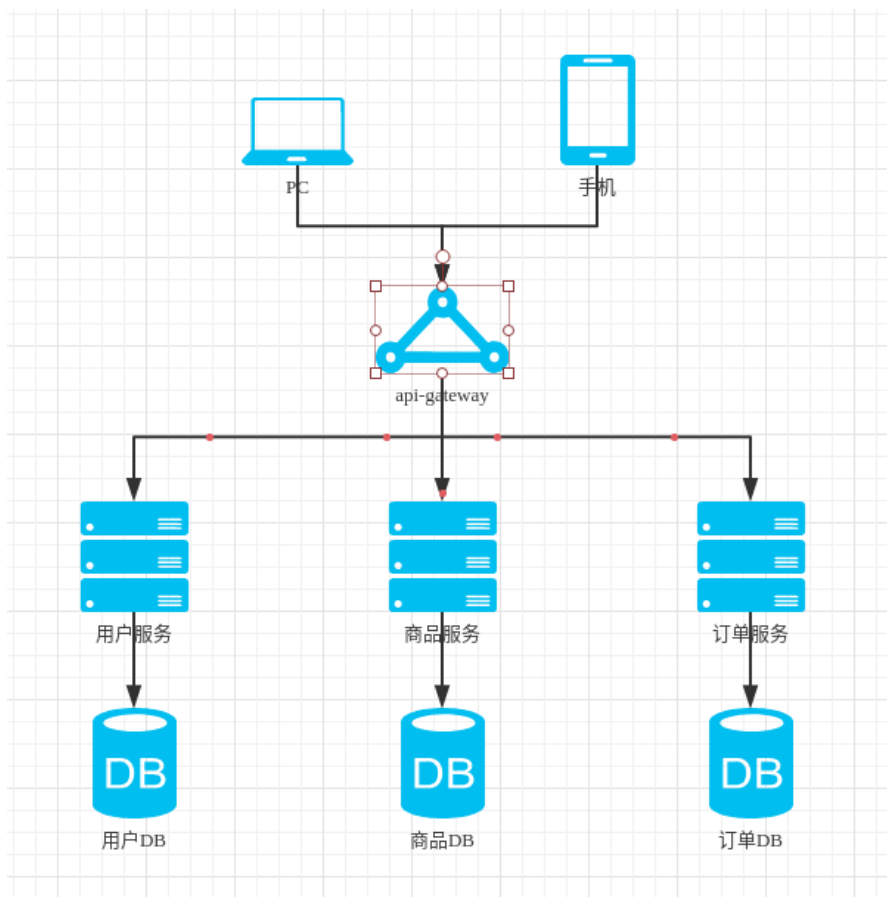 PC
手机
api-gateway
用户服务
商品服务
订单服务
DB
DB
DB
用户DB
商品DB
订单DB